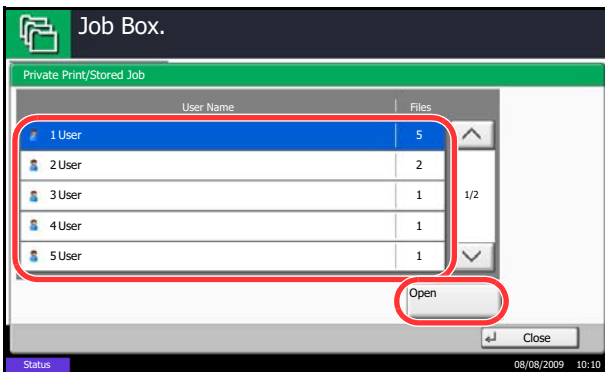 Job Box.
Private Print/Stored Job
User Name Files
1 User 5
2 User 2
3 User 1
4 User 1
5 User 1
1/2
Open
Close
Status 08/08/2009 10:10